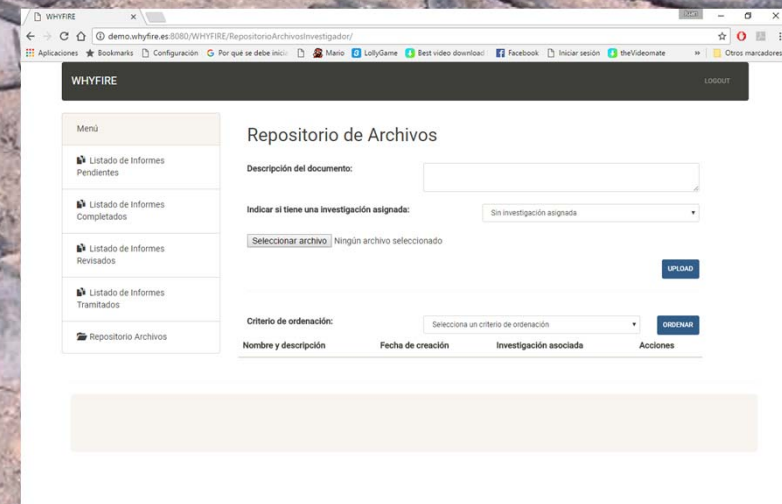 WHYFIRE
demo.whyfire.es:8080/WHYFIRE/RepositorioArchivosInvestigador/
Aplicaciones Bookmarks Configuración Por qué se debe inici Mario LollyGame Best video download Facebook Iniciar sesión theVideomate » Otros marcadores
WHYFIRE LOGOUT
Menú
Listado de Informes
Pendientes
Listado de Informes
Completados
Listado de Informes
Revisados
Listado de Informes
Tramitados
Repositorio Archivos
Repositorio de Archivos
Descripción del documento:
Indicar si tiene una investigación asignada: Sin investigación asignada
Seleccionar archivo Ningún archivo seleccionado
UPLOAD
Criterio de ordenación: Selecciona un criterio de ordenación ORDENAR
Nombre y descripción Fecha de creación Investigación asociada Acciones